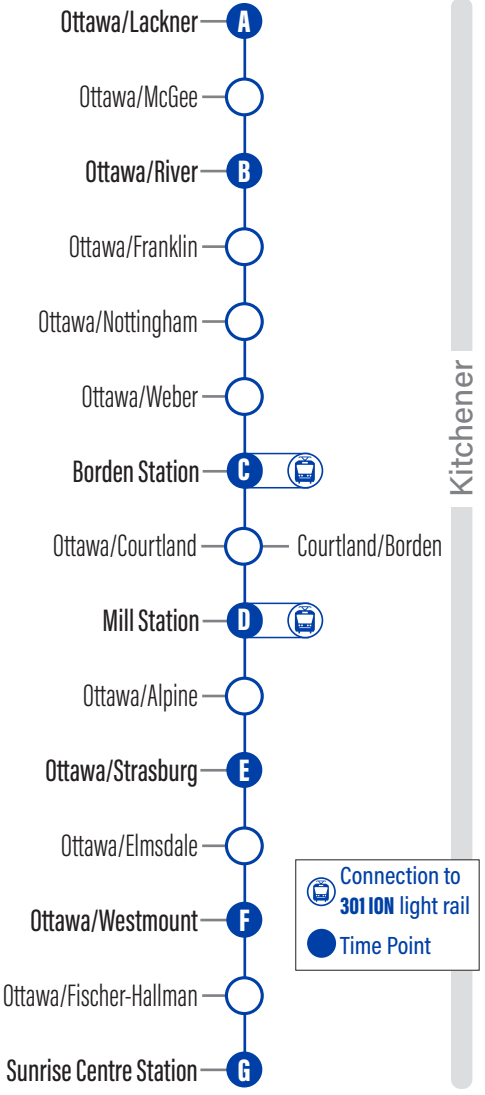 Ottawa/Lackner A
Ottawa/McGee
Ottawa/River B
Ottawa/Franklin
Ottawa/Nottingham
Ottawa/Weber
Kitchener
Borden Station C
Ottawa/Courtland Courtland/Borden
Mill Station D
Ottawa/Alpine
Ottawa/Strasburg E
Ottawa/Elmsdale
Connection to
301 ION light rail
Ottawa/Westmount F
Time Point
Ottawa/Fischer-Hallman
Sunrise Centre Station G